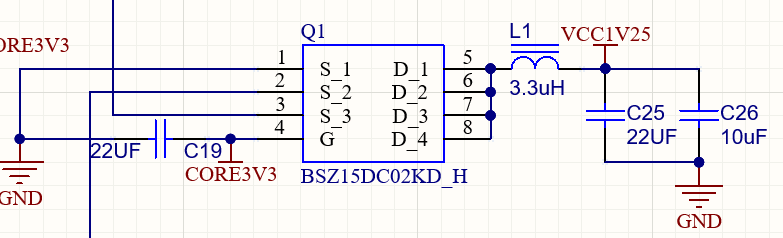 ORE3V3
Q1
L1
VCC1V25
1 S_1 D_1 5
2 S_2 D_2 6
3 S_3 D_3 7
4 G D_4 8
3.3uH
22UF C19
CORE3V3
BSZ15DC02KD_H
C25
22UF
C26
10uF
GND
GND